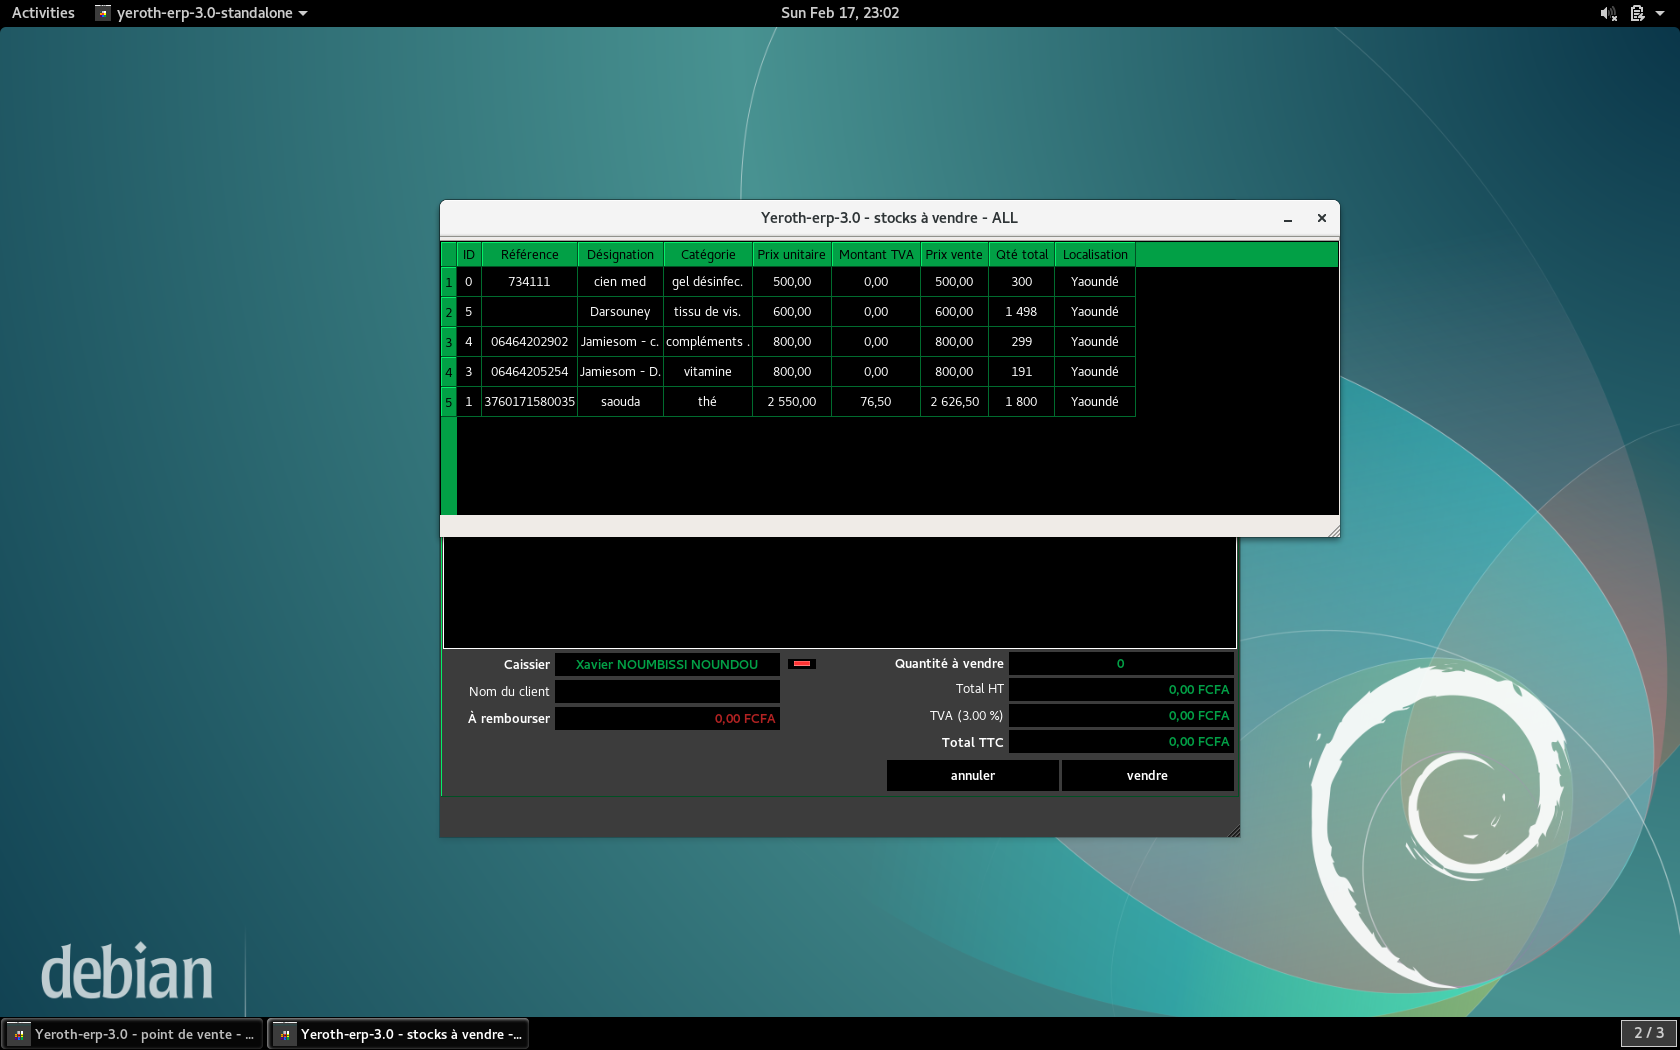 Activities yeroth-erp-3.0-standalone Sun Feb 17, 23:02
Yeroth-erp-3.0 - stocks à vendre - ALL
ID Référence Désignation Catégorie Prix unitaire Montant TVA Prix vente Qté total Localisation
1 0 734111 cien med gel désinfec. 500,00 0,00 500,00 300 Yaoundé
2 5 Darsouney tissu de vis. 600,00 0,00 600,00 1 498 Yaoundé
3 4 06464202902 Jamiesom - c. compléments . 800,00 0,00 800,00 299 Yaoundé
4 3 06464205254 Jamiesom - D. vitamine 800,00 0,00 800,00 191 Yaoundé
5 1 3760171580035 saouda thé 2 550,00 76,50 2 626,50 1 800 Yaoundé
Caissier Xavier NOUMBISSI NOUNDOU Quantité à vendre 0
Nom du client Total HT 0,00 FCFA
À rembourser 0,00 FCFA TVA (3.00 %) 0,00 FCFA
Total TTC 0,00 FCFA
annuler vendre
debian
Yeroth-erp-3.0 - point de vente - ... Yeroth-erp-3.0 - stocks à vendre -... 2 / 3